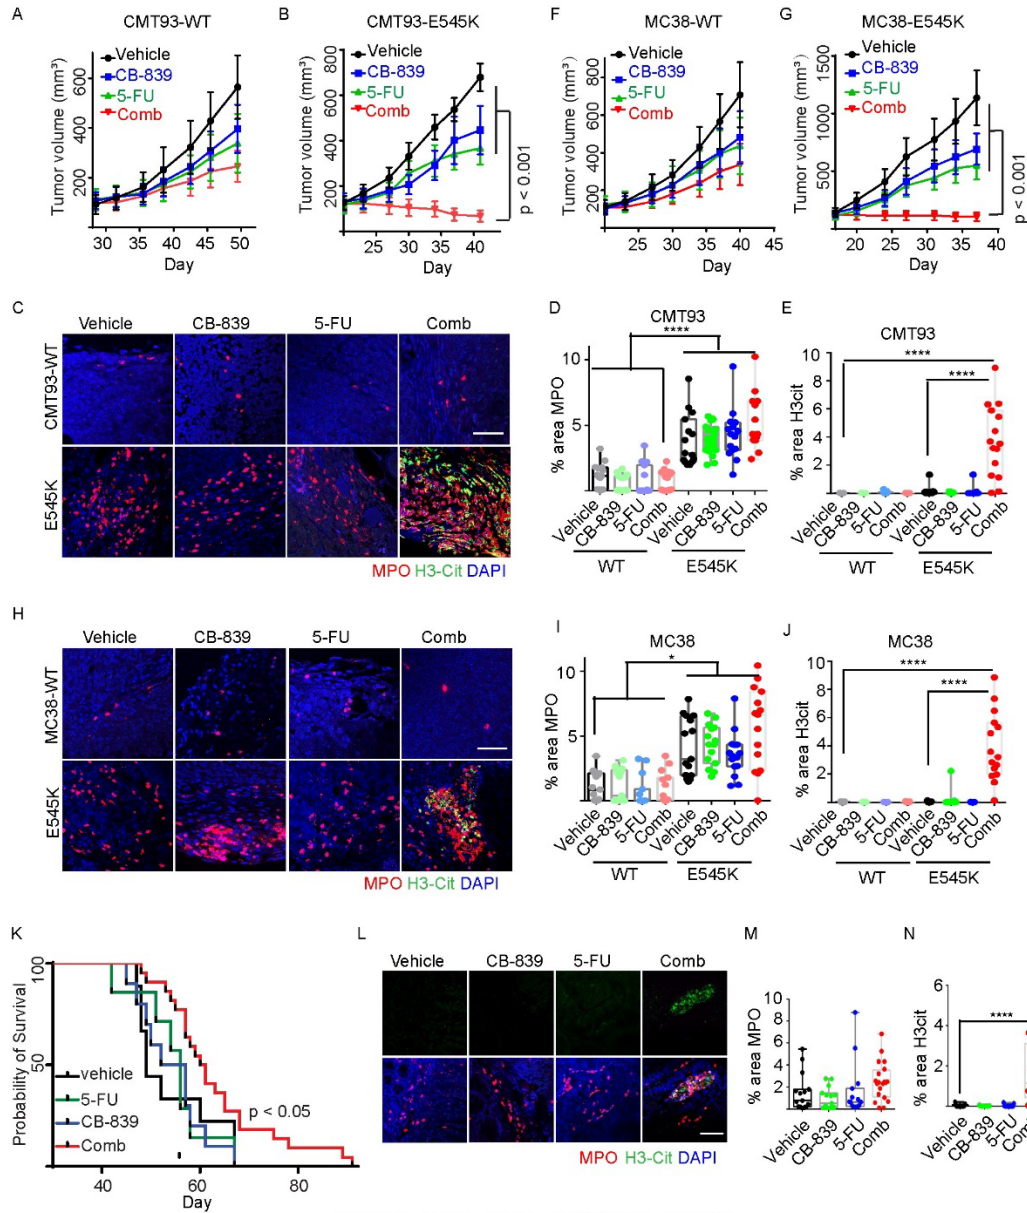 A
CMT93-WT
Tumor volume (mm³)
600
400
200
30 35 40 45 50
Day
Vehicle
CB-839
5-FU
Comb
B
CMT93-E545K
Tumor volume (mm³)
800
600
400
200
0
25 30 35 40
Day
Vehicle
CB-839
5-FU
Comb
p < 0.001
F
MC38-WT
Tumor volume (mm³)
800
600
400
200
25 30 35 40 45
Day
Vehicle
CB-839
5-FU
Comb
G
MC38-E545K
Tumor volume (mm³)
1500
1000
500
0
20 25 30 35 40
Day
Vehicle
CB-839
5-FU
Comb
p < 0.001
C
Vehicle CB-839 5-FU Comb
CMT93-WT
E545K
MPO H3-Cit DAPI
D
CMT93
****
% area MPO
10
5
0
Vehicle CB-839 5-FU Comb Vehicle CB-839 5-FU Comb
WT E545K
E
CMT93
****
****
% area H3cit
10
8
6
4
2
Vehicle CB-839 5-FU Comb Vehicle CB-839 5-FU Comb
WT E545K
H
Vehicle CB-839 5-FU Comb
MC38-WT
E545K
MPO H3-Cit DAPI
I
MC38
*
% area MPO
10
5
0
Vehicle CB-839 5-FU Comb Vehicle CB-839 5-FU Comb
WT E545K
J
MC38
****
****
% area H3cit
10
8
6
4
2
Vehicle CB-839 5-FU Comb Vehicle CB-839 5-FU Comb
WT E545K
K
Probability of Survival
100
50
0
40 60 80
Day
vehicle
5-FU
CB-839
Comb
p < 0.05
L
Vehicle CB-839 5-FU Comb
MPO H3-Cit DAPI
M
% area MPO
10
8
6
4
2
Vehicle CB-839 5-FU Comb
N
% area H3cit
6
4
2
0
****
Vehicle CB-839 5-FU